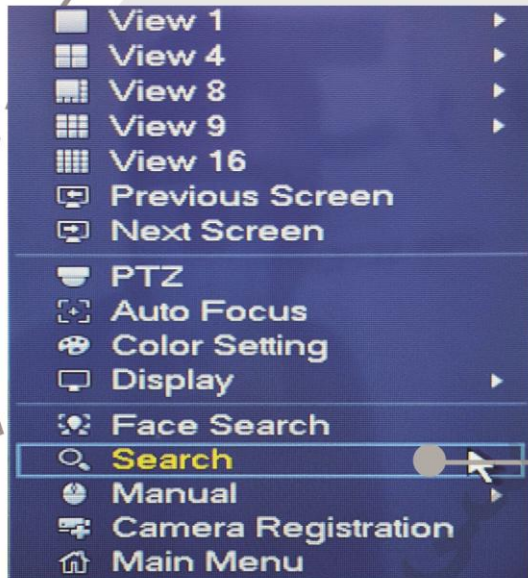 View 1
View 4
View 8
View 9
View 16
Previous Screen
Next Screen
PTZ
Auto Focus
Color Setting
Display
Face Search
Search
Manual
Camera Registration
Main Menu